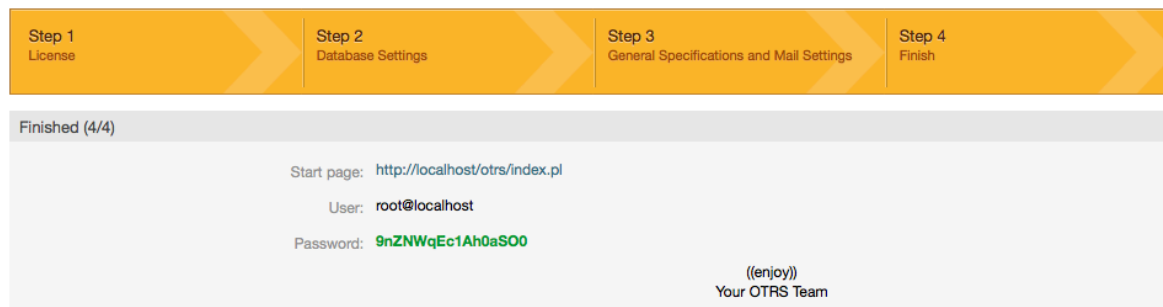 Step 1
License
Step 2
Database Settings
Step 3
General Specifications and Mail Settings
Step 4
Finish
Finished (4/4)
Start page: http://localhost/otrs/index.pl
User: root@localhost
Password: 9nZNWqEc1Ah0aSO0
((enjoy))
Your OTRS Team